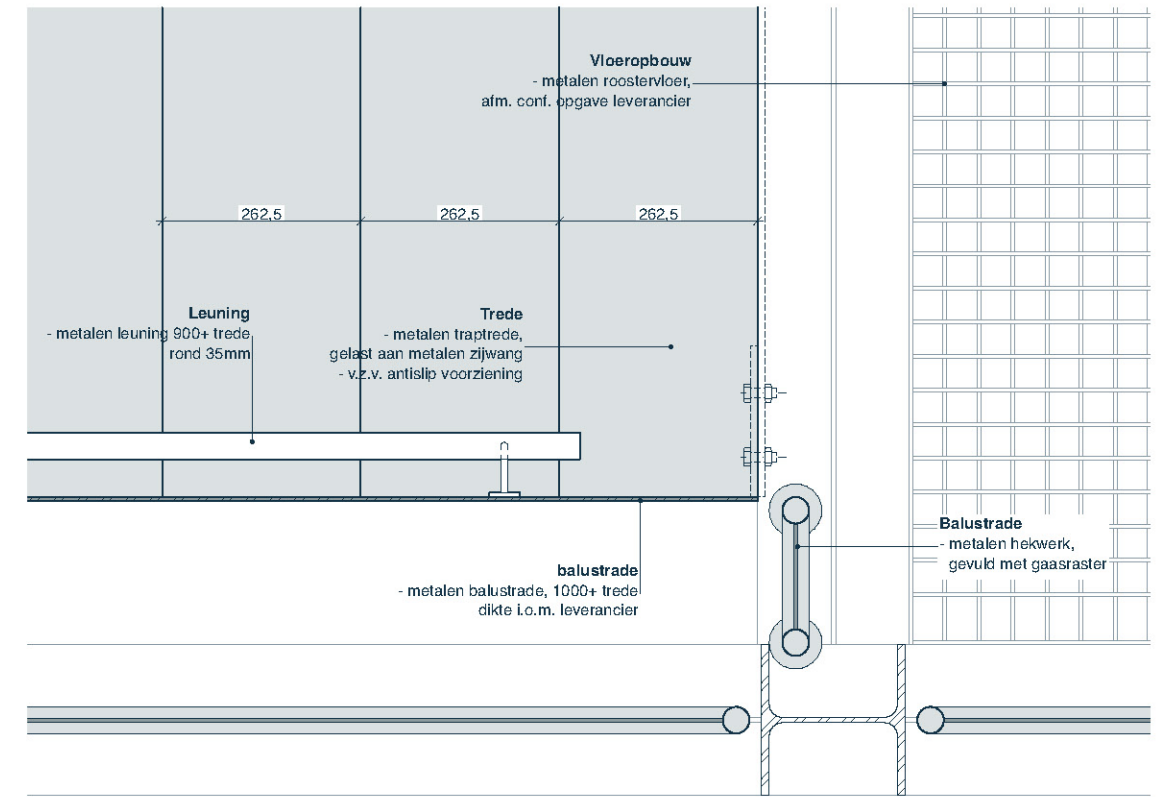 Vloeropbouw
- metalen roostervloer,
afm. conf. opgave leverancier
262,5
262,5
262,5
Leuning
- metalen leuning 900+ trede
rond 35mm
Trede
- metalen traptrede,
gelast aan metalen zijwang
- v.z.v. antislip voorziening
Balustrade
- metalen hekwerk,
gevuld met gaasraster
balustrade
- metalen balustrade, 1000+ trede
dikte i.o.m. leverancier